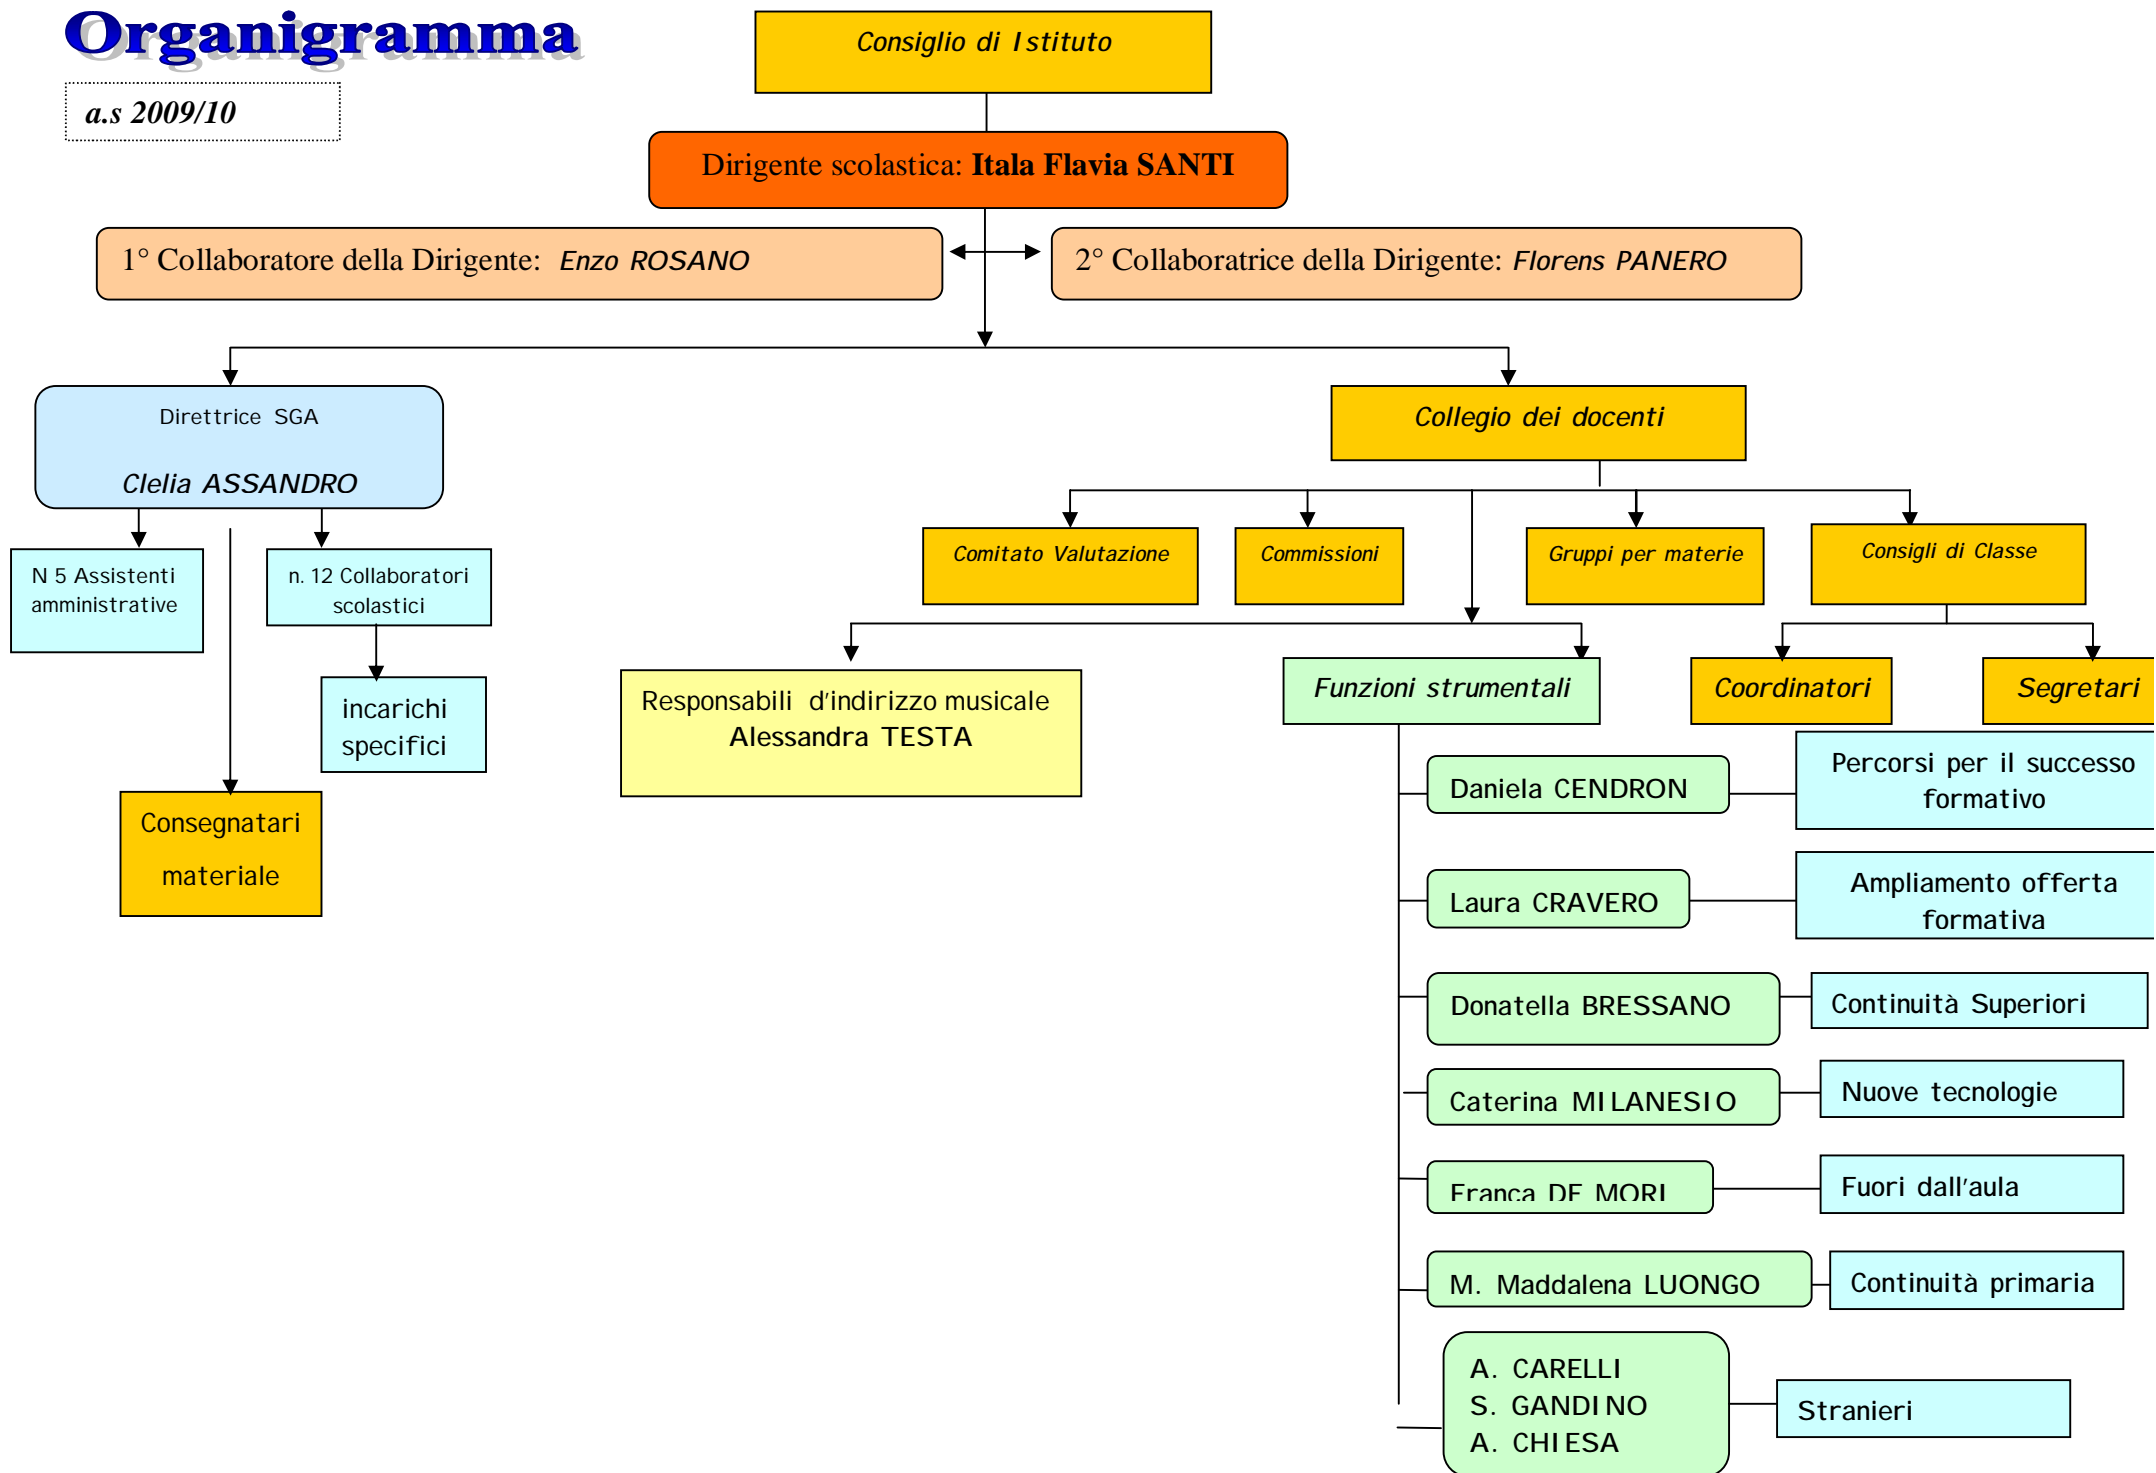 Organigramma
a.s 2009/10
Consiglio di Istituto
Dirigente scolastica: Itala Flavia SANTI
1° Collaboratore della Dirigente: Enzo ROSANO
2° Collaboratrice della Dirigente: Florens PANERO
Direttrice SGA
Clelia ASSANDRO
Collegio dei docenti
N 5 Assistenti
amministrative
n. 12 Collaboratori
scolastici
incarichi
specifici
Consegnatari
materiale
Comitato Valutazione
Commissioni
Gruppi per materie
Consigli di Classe
Responsabili d'indirizzo musicale
Alessandra TESTA
Funzioni strumentali
Coordinatori
Segretari
Daniela CENDRON
Percorsi per il successo
formativo
Laura CRAVERO
Ampliamento offerta
formativa
Donatella BRESSANO
Continuità Superiori
Caterina MILANESIO
Nuove tecnologie
Franca DE MORI
Fuori dall'aula
M. Maddalena LUONGO
Continuità primaria
A. CARELLI
S. GANDINO
A. CHIESA
Stranieri